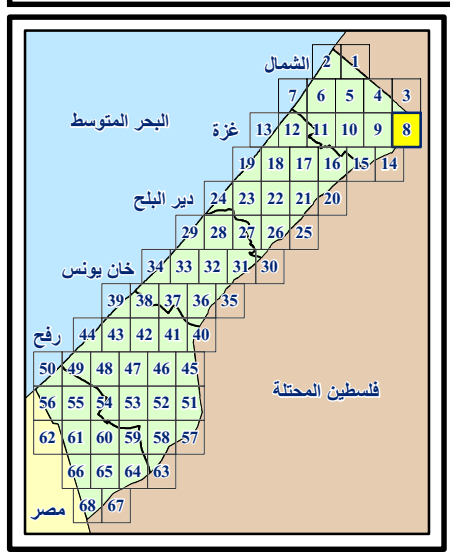 الشمال 2 1
7 6 5 4 3
البحر المتوسط
غزة 13 12 11 10 9 8
19 18 17 16 15 14
دير البلح 24 23 22 21 20
29 28 27 26 25
خان يونس 34 33 32 31 30
39 38 37 36 35
رفح 44 43 42 41 40
50 49 48 47 46 45
فلسطين المحتلة
56 55 54 53 52 51
62 61 60 59 58 57
66 65 64 63
مصر 68 67